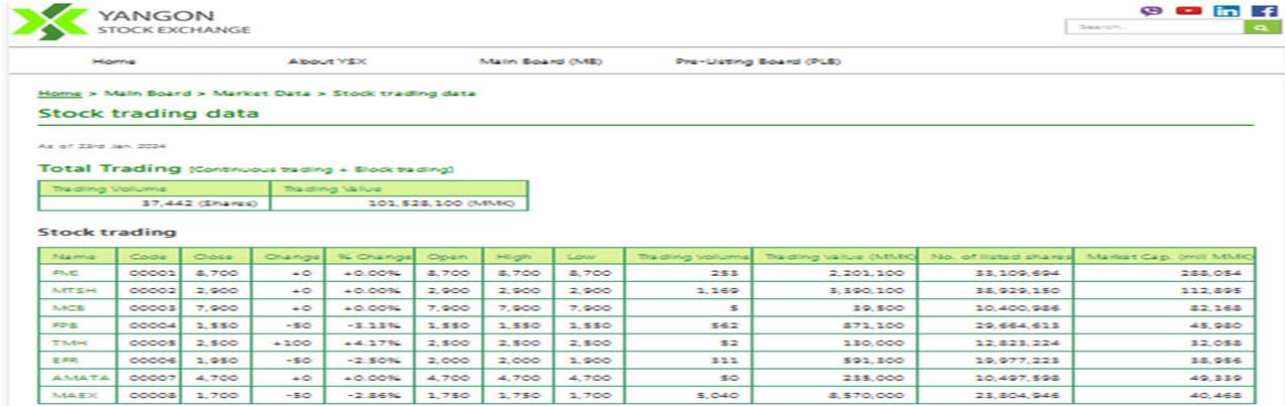 YANGON
STOCK EXCHANGE
Search..
Home About YSX Main Board (MB) Pre-Listing Board (PLB)
Home > Main Board > Market Data > Stock trading data
Stock trading data
As of 23rd Jan. 2024
Total Trading [Continuous trading + Block trading]
Trading Volume Trading Value
37,442 (Shares) 101,528,100 (MMK)
Stock trading
Name Code Close Change % Change Open High Low Trading volume Trading value (MMK) No. of listed shares Market Cap. (mil MMK)
FMI 00001 8,700 +0 +0.00% 8,700 8,700 8,700 253 2,201,100 33,109,694 288,054
MTSH 00002 2,900 +0 +0.00% 2,900 2,900 2,900 1,169 3,390,100 38,929,150 112,895
MCB 00003 7,900 +0 +0.00% 7,900 7,900 7,900 5 39,500 10,400,986 82,168
FPB 00004 1,550 -50 -3.13% 1,550 1,550 1,550 562 871,100 29,664,613 45,980
TMH 00005 2,500 +100 +4.17% 2,500 2,500 2,500 52 130,000 12,823,224 32,058
EFR 00006 1,950 -50 -2.50% 2,000 2,000 1,900 311 591,300 19,977,223 38,956
AMATA 00007 4,700 +0 +0.00% 4,700 4,700 4,700 50 235,000 10,497,598 49,339
MAEX 00008 1,700 -50 -2.86% 1,750 1,750 1,700 5,040 8,570,000 23,804,946 40,468